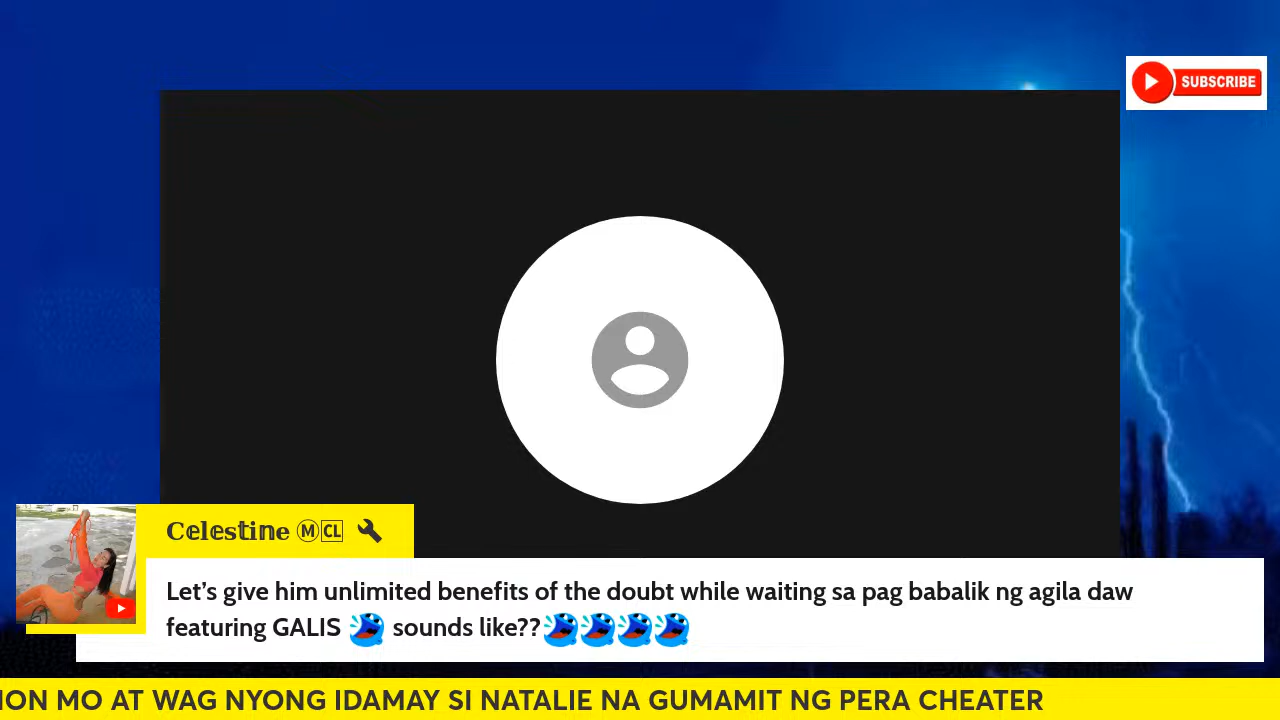 SUBSCRIBE
Celestine Ⓜ🄲🄻
Let’s give him unlimited benefits of the doubt while waiting sa pag babalik ng agila daw
featuring GALIS sounds like??
ION MO AT WAG NYONG IDAMAY SI NATALIE NA GUMAMIT NG PERA CHEATER